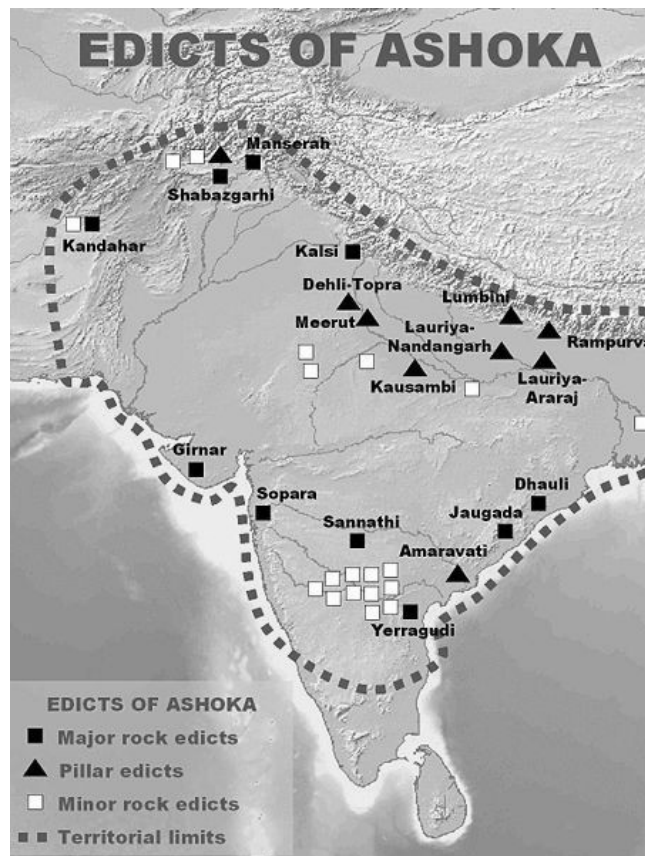 EDICTS OF ASHOKA
Manserah
Shabazgarhi
Kandahar
Kalsi
Dehli-Topra
Lumbini
Meerut
Lauriya-
Nandangarh
Rampurva
Kausambi
Lauriya-
Araraj
Girnar
Dhauli
Sopara
Jaugada
Sannathi
Amaravati
Yerragudi
EDICTS OF ASHOKA
Major rock edicts
Pillar edicts
Minor rock edicts
Territorial limits